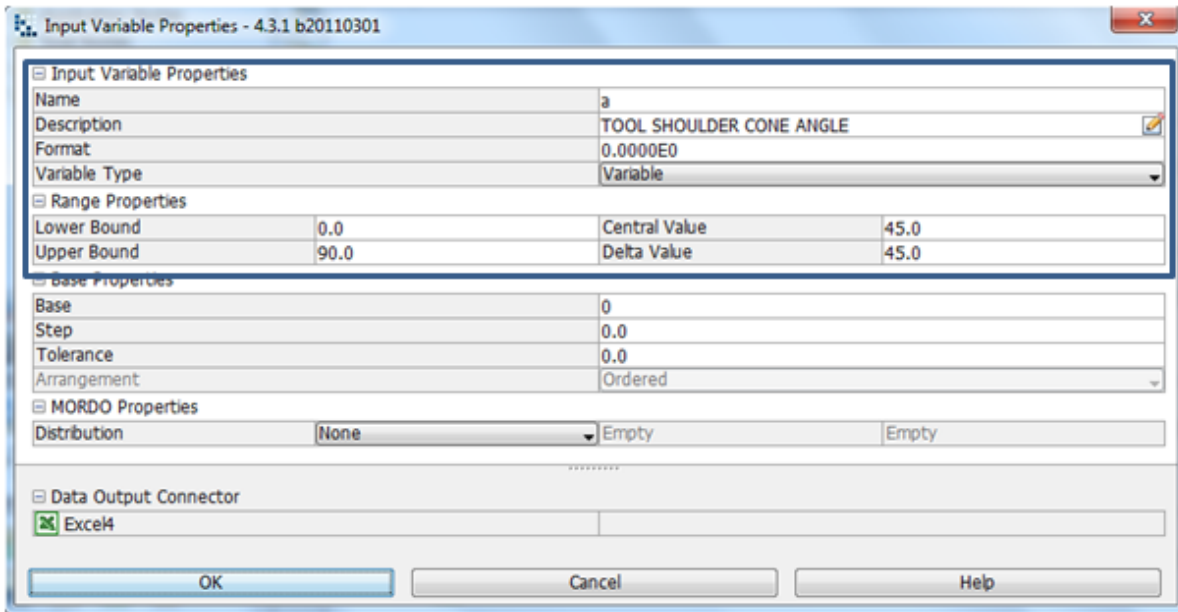 Input Variable Properties - 4.3.1 b20110301
Input Variable Properties
Name a
Description TOOL SHOULDER CONE ANGLE
Format 0.0000E0
Variable Type Variable
Range Properties
Lower Bound 0.0 Central Value 45.0
Upper Bound 90.0 Delta Value 45.0
Base Properties
Base 0
Step 0.0
Tolerance 0.0
Arrangement Ordered
MORDO Properties
Distribution None Empty Empty
Data Output Connector
Excel4
OK Cancel Help